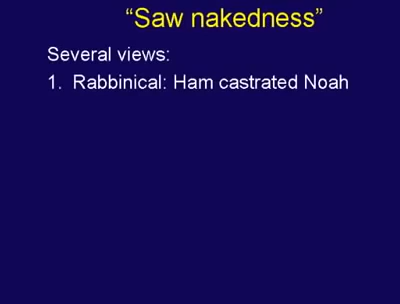 “Saw nakedness”
Several views:
1. Rabbinical: Ham castrated Noah